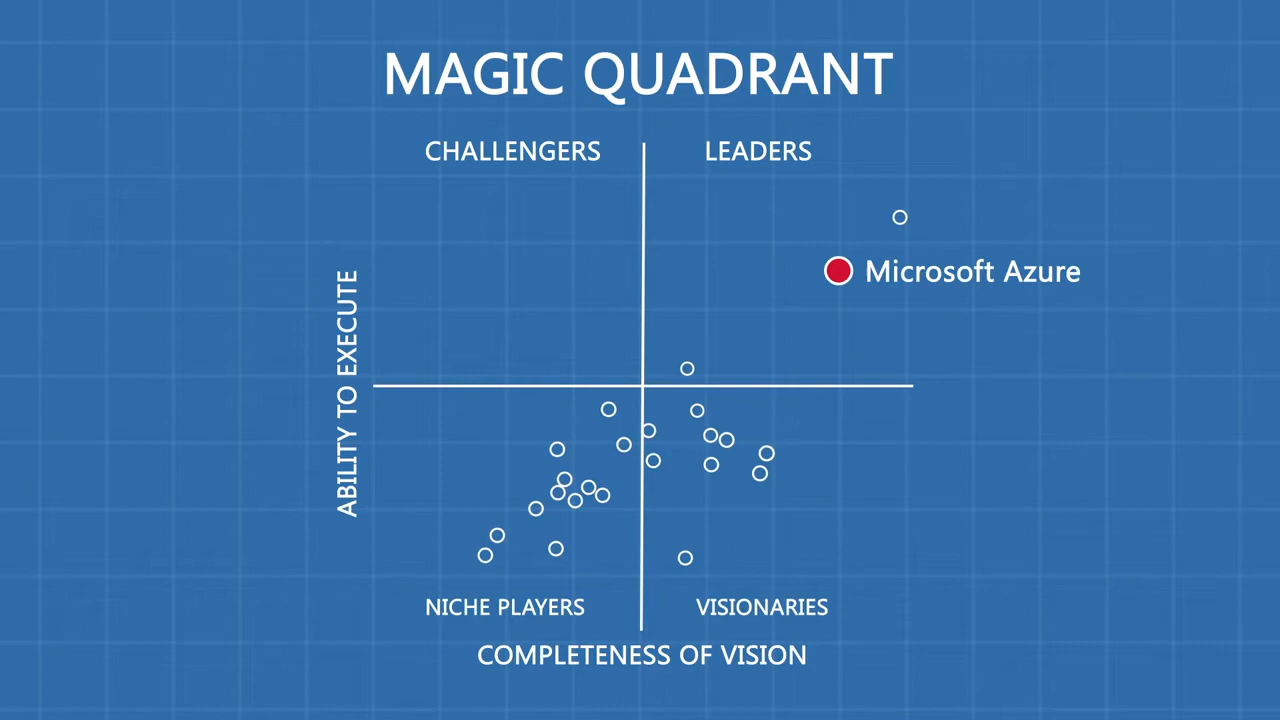 MAGIC QUADRANT
CHALLENGERS
LEADERS
Microsoft Azure
ABILITY TO EXECUTE
NICHE PLAYERS
VISIONARIES
COMPLETENESS OF VISION